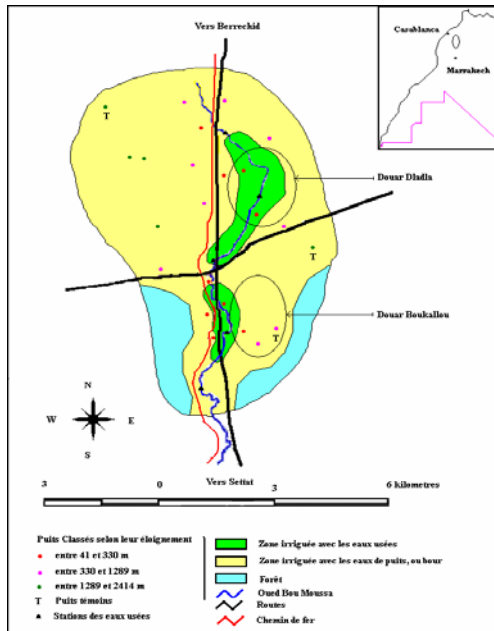 Vers Berrechid
Casablanca
Marrakech
T
Douar Dladla
T
Douar Boukallou
T
N
W E
S
Vers Settat
3 0 3 6 kilometres
Puits Classés selon leur éloignement
entre 41 et 330 m
entre 330 et 1289 m
entre 1289 et 2414 m
T Puits témoins
Stations des eaux usées
Zone irriguée avec les eaux usées
Zone irriguée avec les eaux de puits, ou bour
Forêt
Oued Bou Moussa
Routes
Chemin de fer